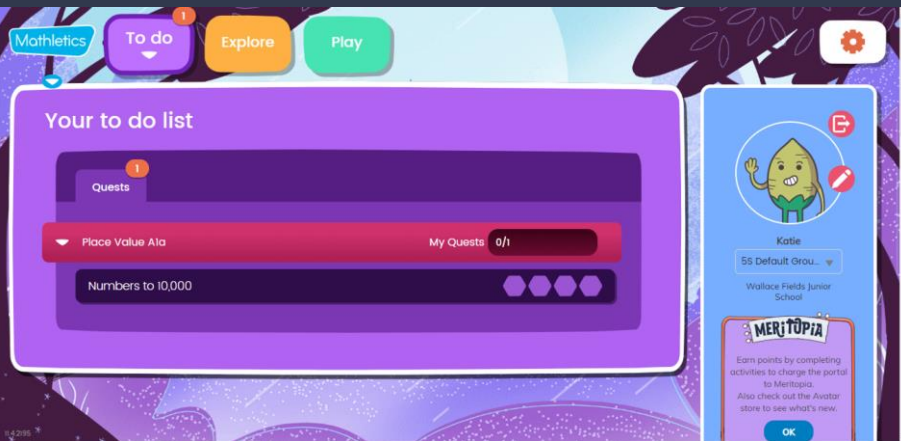 Mathletics
To do
1
Explore
Play
Your to do list
Quests
1
Place Value A1a
My Quests 0/1
Numbers to 10,000
Katie
5S Default Grou...
Wallace Fields Junior
School
MERITOPIA
Earn points by completing
activities to charge the portal
to Meritopia.
Also check out the Avatar
store to see what's new.
OK